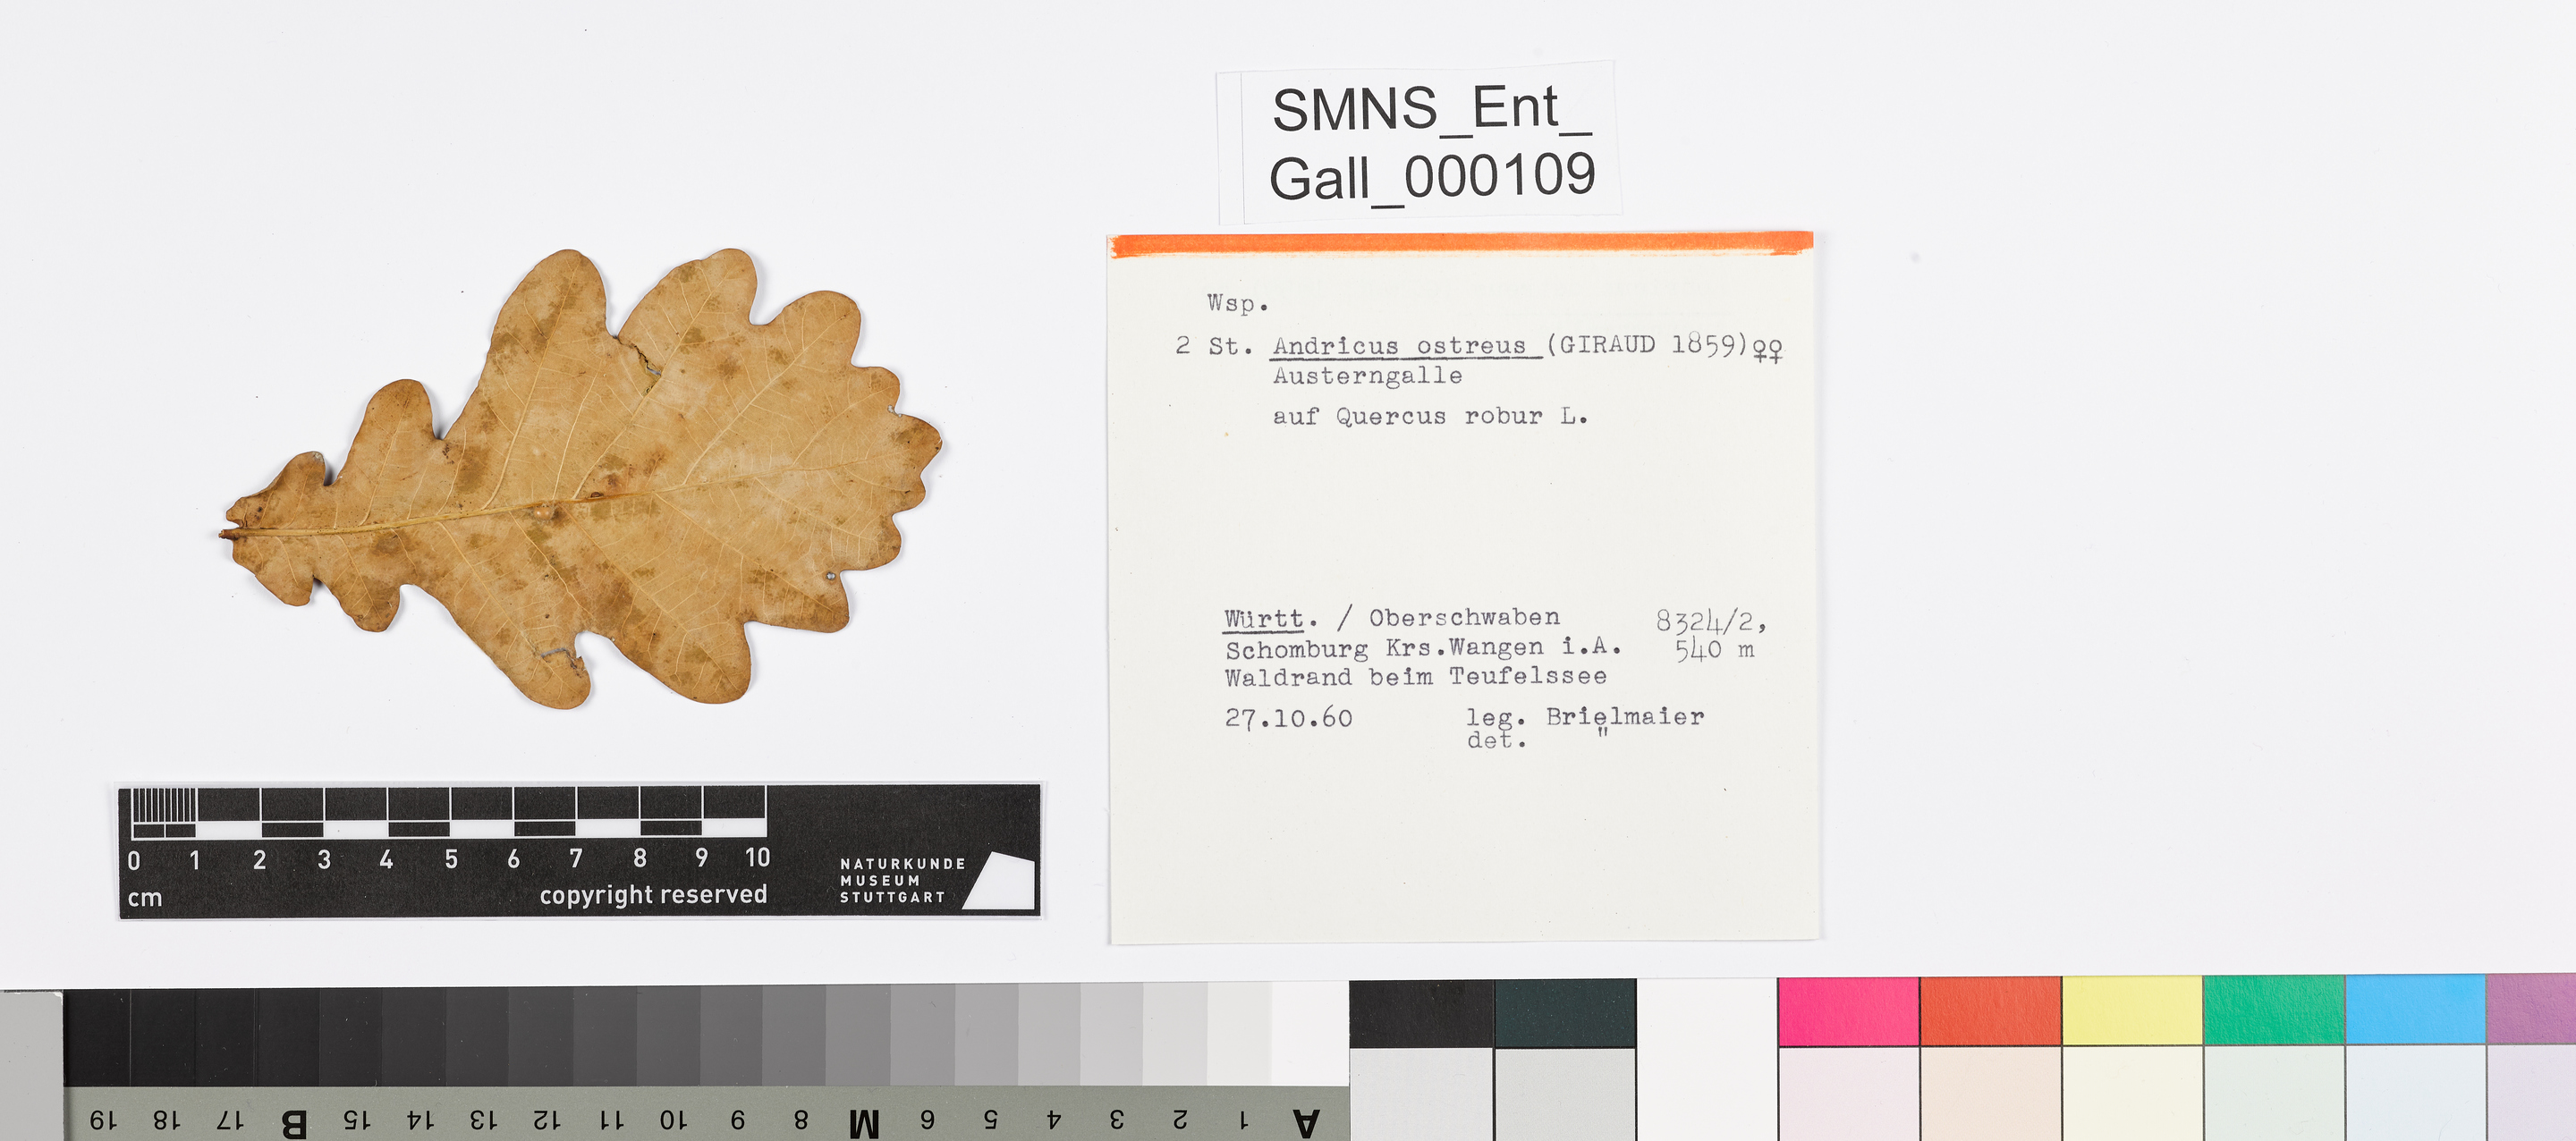 SMNS_Ent_
Gall_000109
Wsp.
2 St. Andricus ostreus (GIRAUD 1859)♀♀
Austerngalle
auf Quercus robur L.
Württ. / Oberschwaben 8324/2,
Schomburg Krs.Wangen i.A. 540 m
Waldrand beim Teufelssee
27.10.60 leg. Brielmaier
det. "
0 1 2 3 4 5 6 7 8 9 10
cm copyright reserved
NATURKUNDE
MUSEUM
STUTTGART
19 18 17 B 15 14 13 12 11 10 9 8 M 6 5 4 3 2 1 A